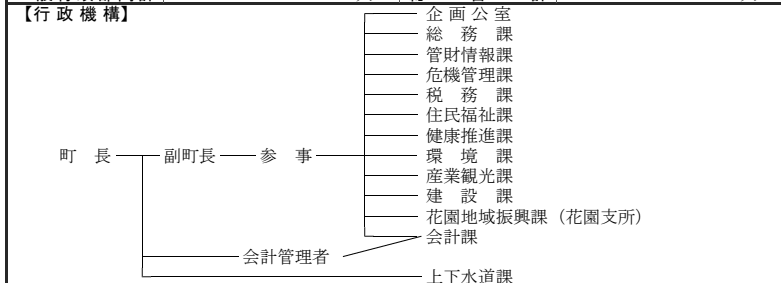 【行 政 機 構】
企 画 公 室
総 務 課
管財情報課
危機管理課
税 務 課
住民福祉課
健康推進課
町 長 副町長 参 事 環 境 課
産業観光課
建 設 課
花園地域振興課（花園支所）
会計課
会計管理者
上下水道課